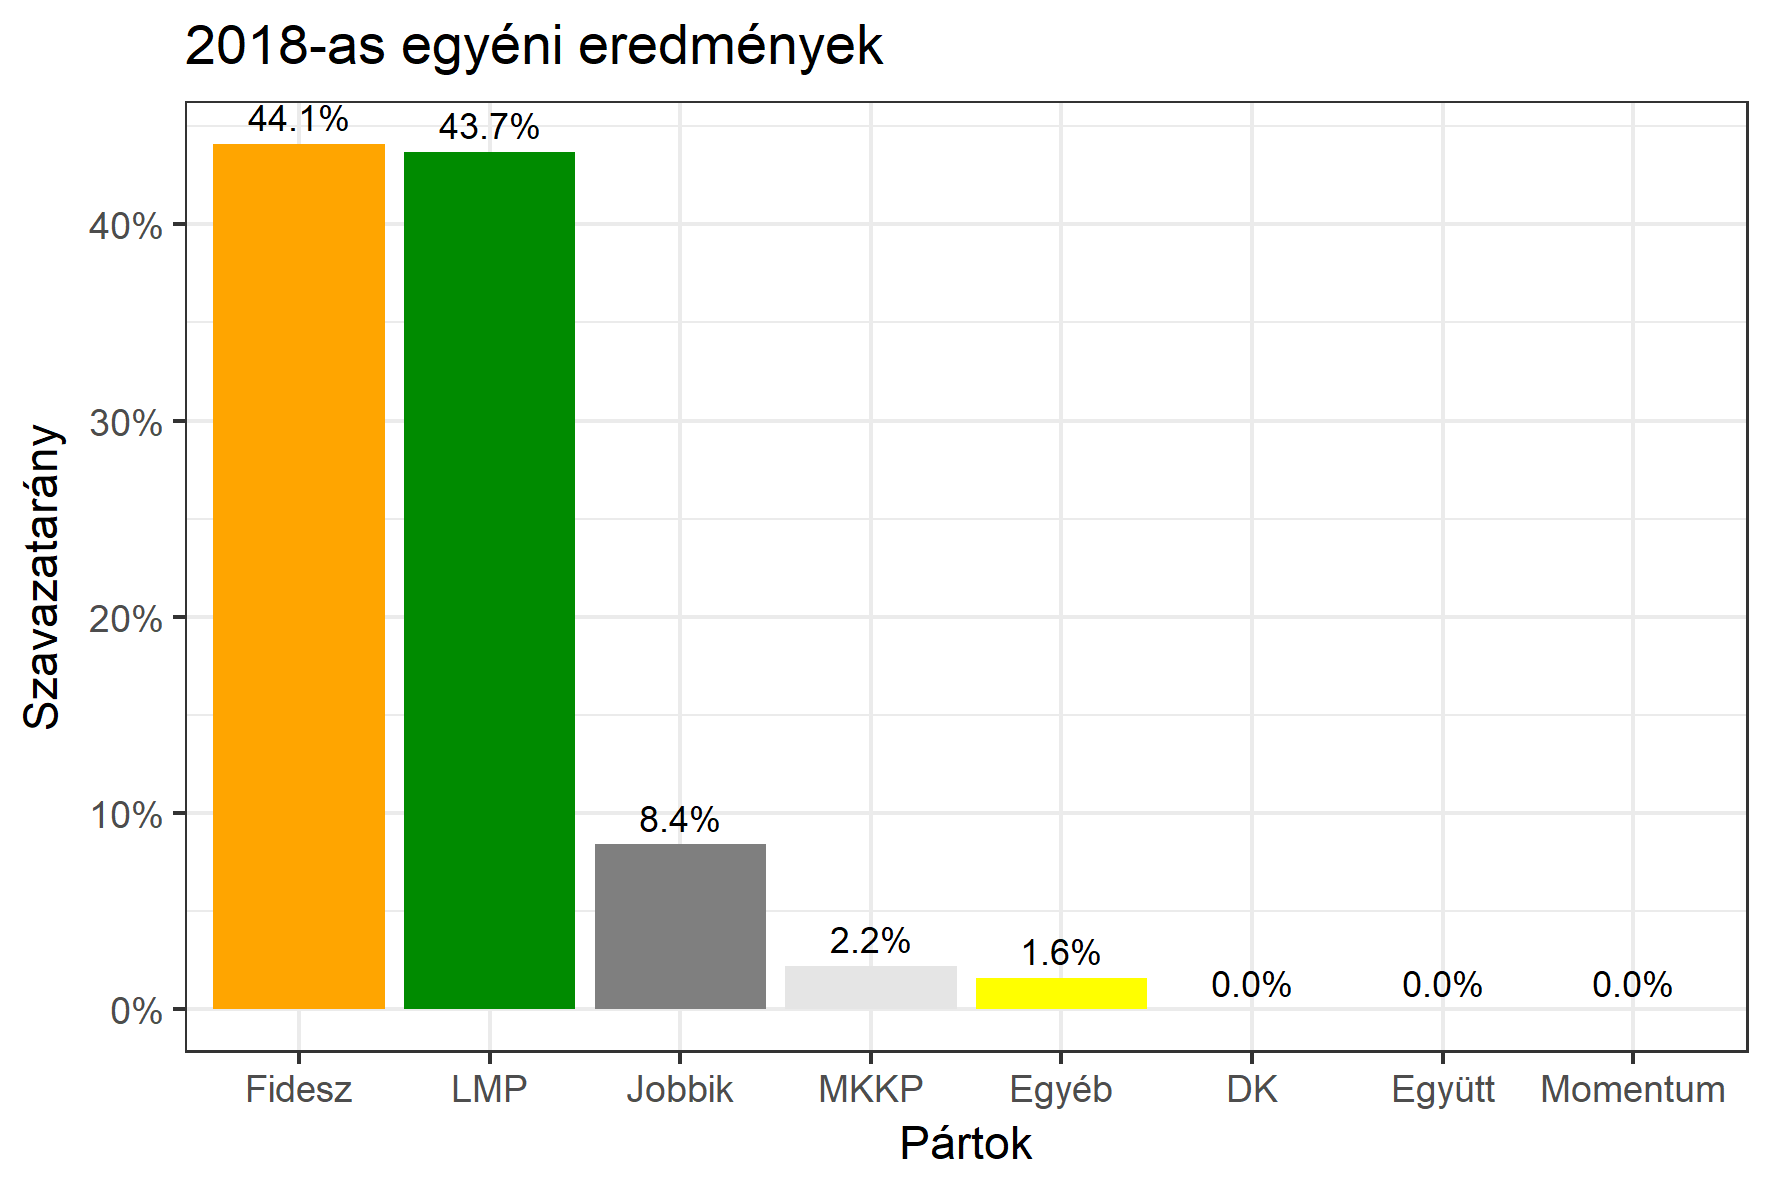 2018-as egyéni eredmények
Szavazatarány
40%
30%
20%
10%
0%
44.1%
43.7%
8.4%
2.2%
1.6%
0.0%
0.0%
0.0%
Fidesz
LMP
Jobbik
MKKP
Egyéb
DK
Együtt
Momentum
Pártok